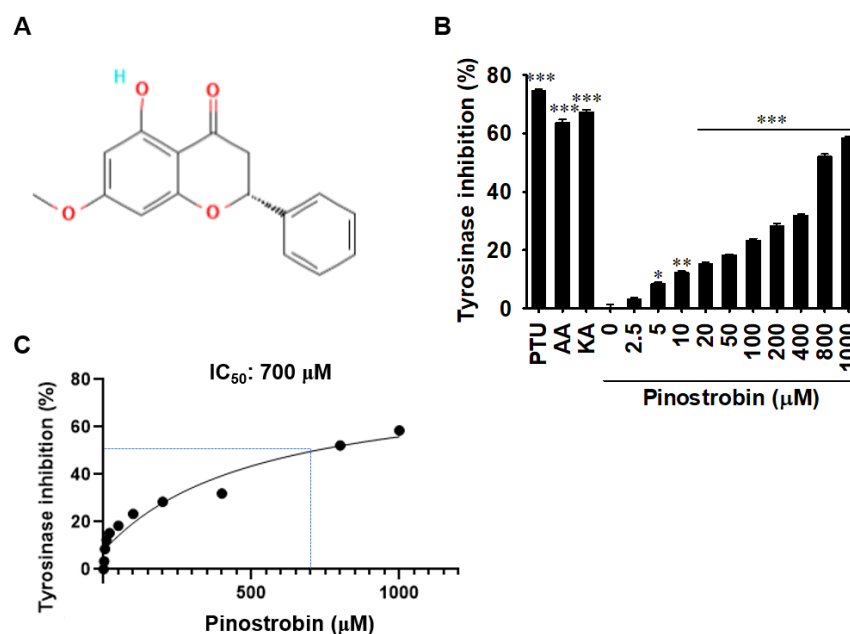 A
H
O
O
O
O
B
Tyrosinase inhibition (%)
80
60
40
20
0
***
***
***
*
**
***
PTU
AA
KA
0
2.5
5
10
20
50
100
200
400
800
1000
Pinostrobin (μM)
C
IC50: 700 μM
Tyrosinase inhibition (%)
80
60
40
20
0
500
1000
Pinostrobin (μM)